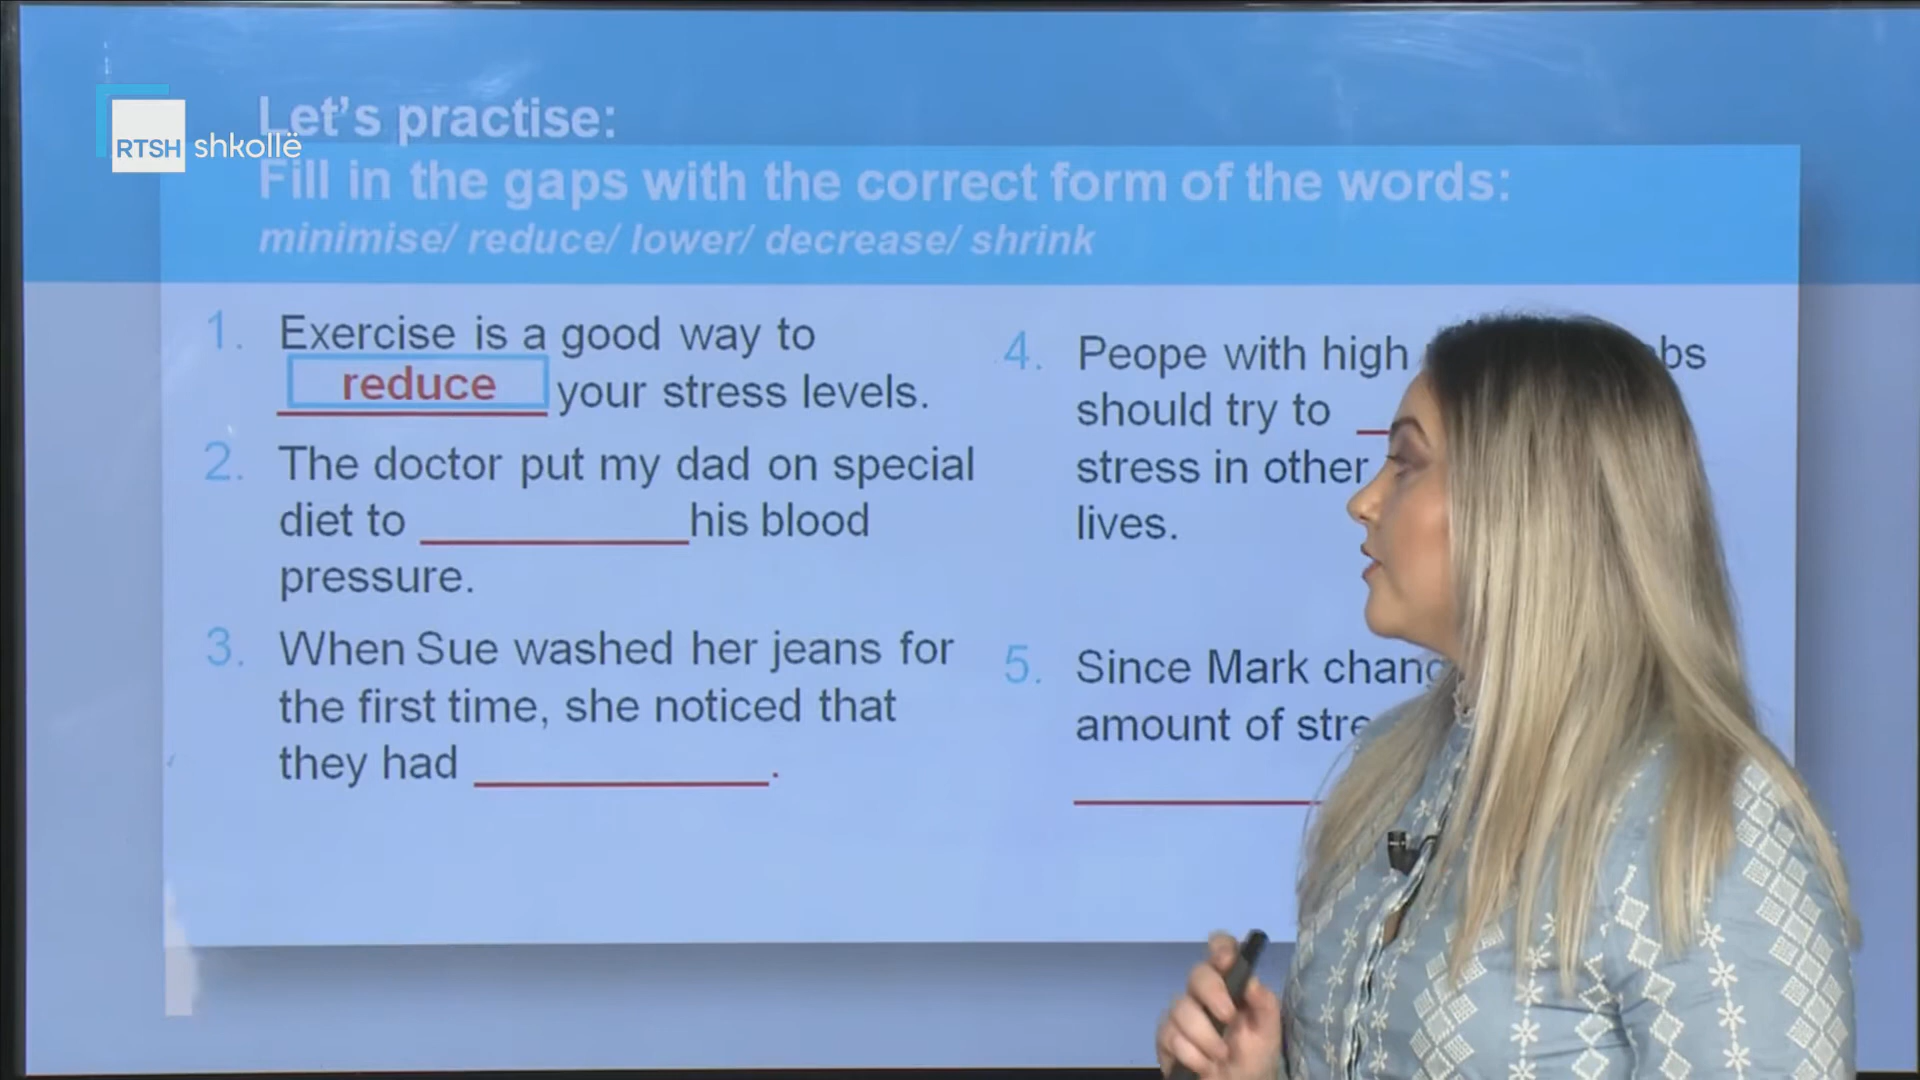 RTSH shkollë
Let's practise:
Fill in the gaps with the correct form of the words:
minimise/ reduce/ lower/ decrease/ shrink
1. Exercise is a good way to
reduce your stress levels.
2. The doctor put my dad on special
diet to ____________ his blood
pressure.
3. When Sue washed her jeans for
the first time, she noticed that
they had ____________.
4. Peope with high
should try to
stress in other
lives.
5. Since Mark
amount of